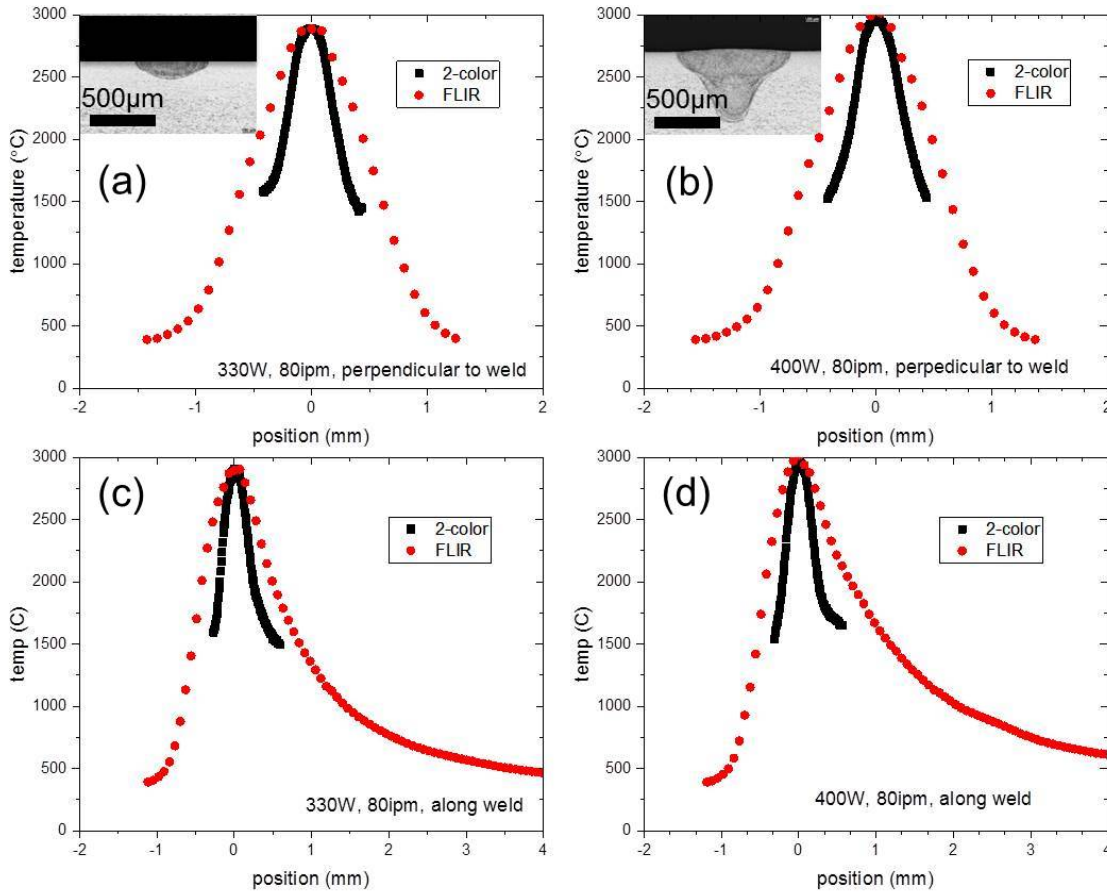 3000
2500
2000
1500
1000
500
0
temperature (°C)
500µm
(a)
2-color
FLIR
330W, 80ipm, perpendicular to weld
-2
-1
0
1
2
position (mm)
3000
2500
2000
1500
1000
500
0
temperature (°C)
500µm
(b)
2-color
FLIR
400W, 80ipm, perpedicular to weld
-2
-1
0
1
2
position (mm)
3000
2500
2000
1500
1000
500
0
temp (C)
(c)
2-color
FLIR
330W, 80ipm, along weld
-2
-1
0
1
2
3
4
position (mm)
3000
2500
2000
1500
1000
500
0
temp (C)
(d)
2-color
FLIR
400W, 80ipm, along weld
-2
-1
0
1
2
3
4
position (mm)